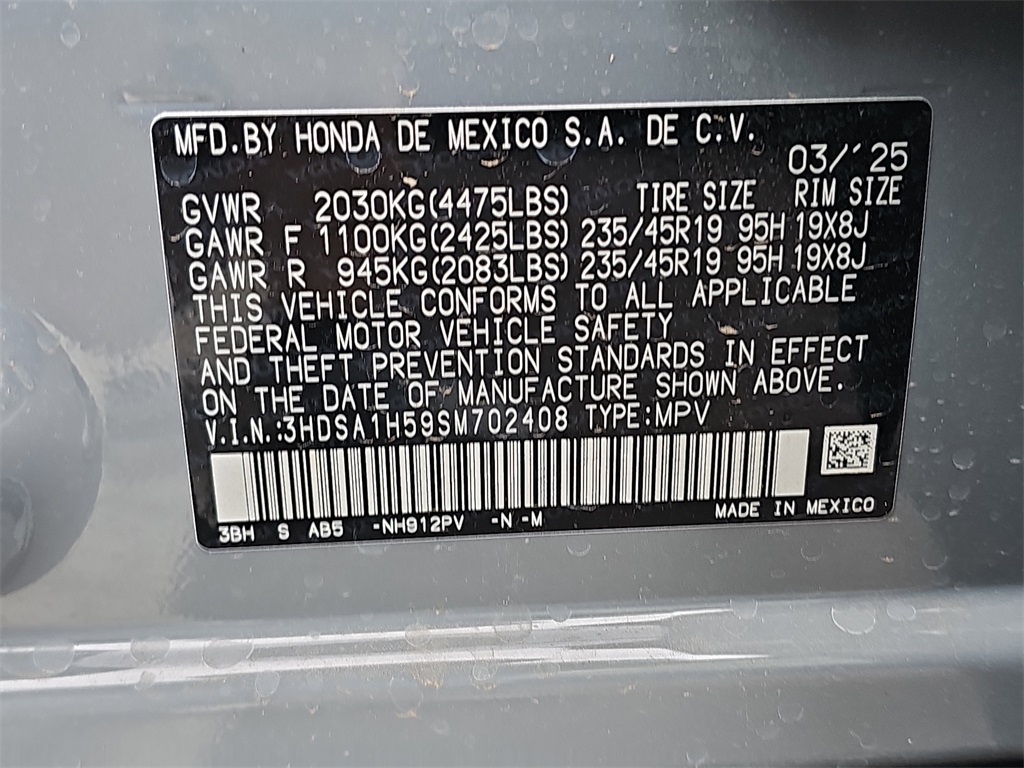 MFD.BY HONDA DE MEXICO S.A. DE C.V.
03/'25
GVWR 2030KG(4475LBS) TIRE SIZE RIM SIZE
GAWR F 1100KG(2425LBS) 235/45R19 95H 19X8J
GAWR R 945KG(2083LBS) 235/45R19 95H 19X8J
THIS VEHICLE CONFORMS TO ALL APPLICABLE
FEDERAL MOTOR VEHICLE SAFETY
AND THEFT PREVENTION STANDARDS IN EFFECT
ON THE DATE OF MANUFACTURE SHOWN ABOVE.
V.I.N.:3HDSA1H59SM702408 TYPE:MPV
3BH S AB5 -NH912PV -N -M MADE IN MEXICO